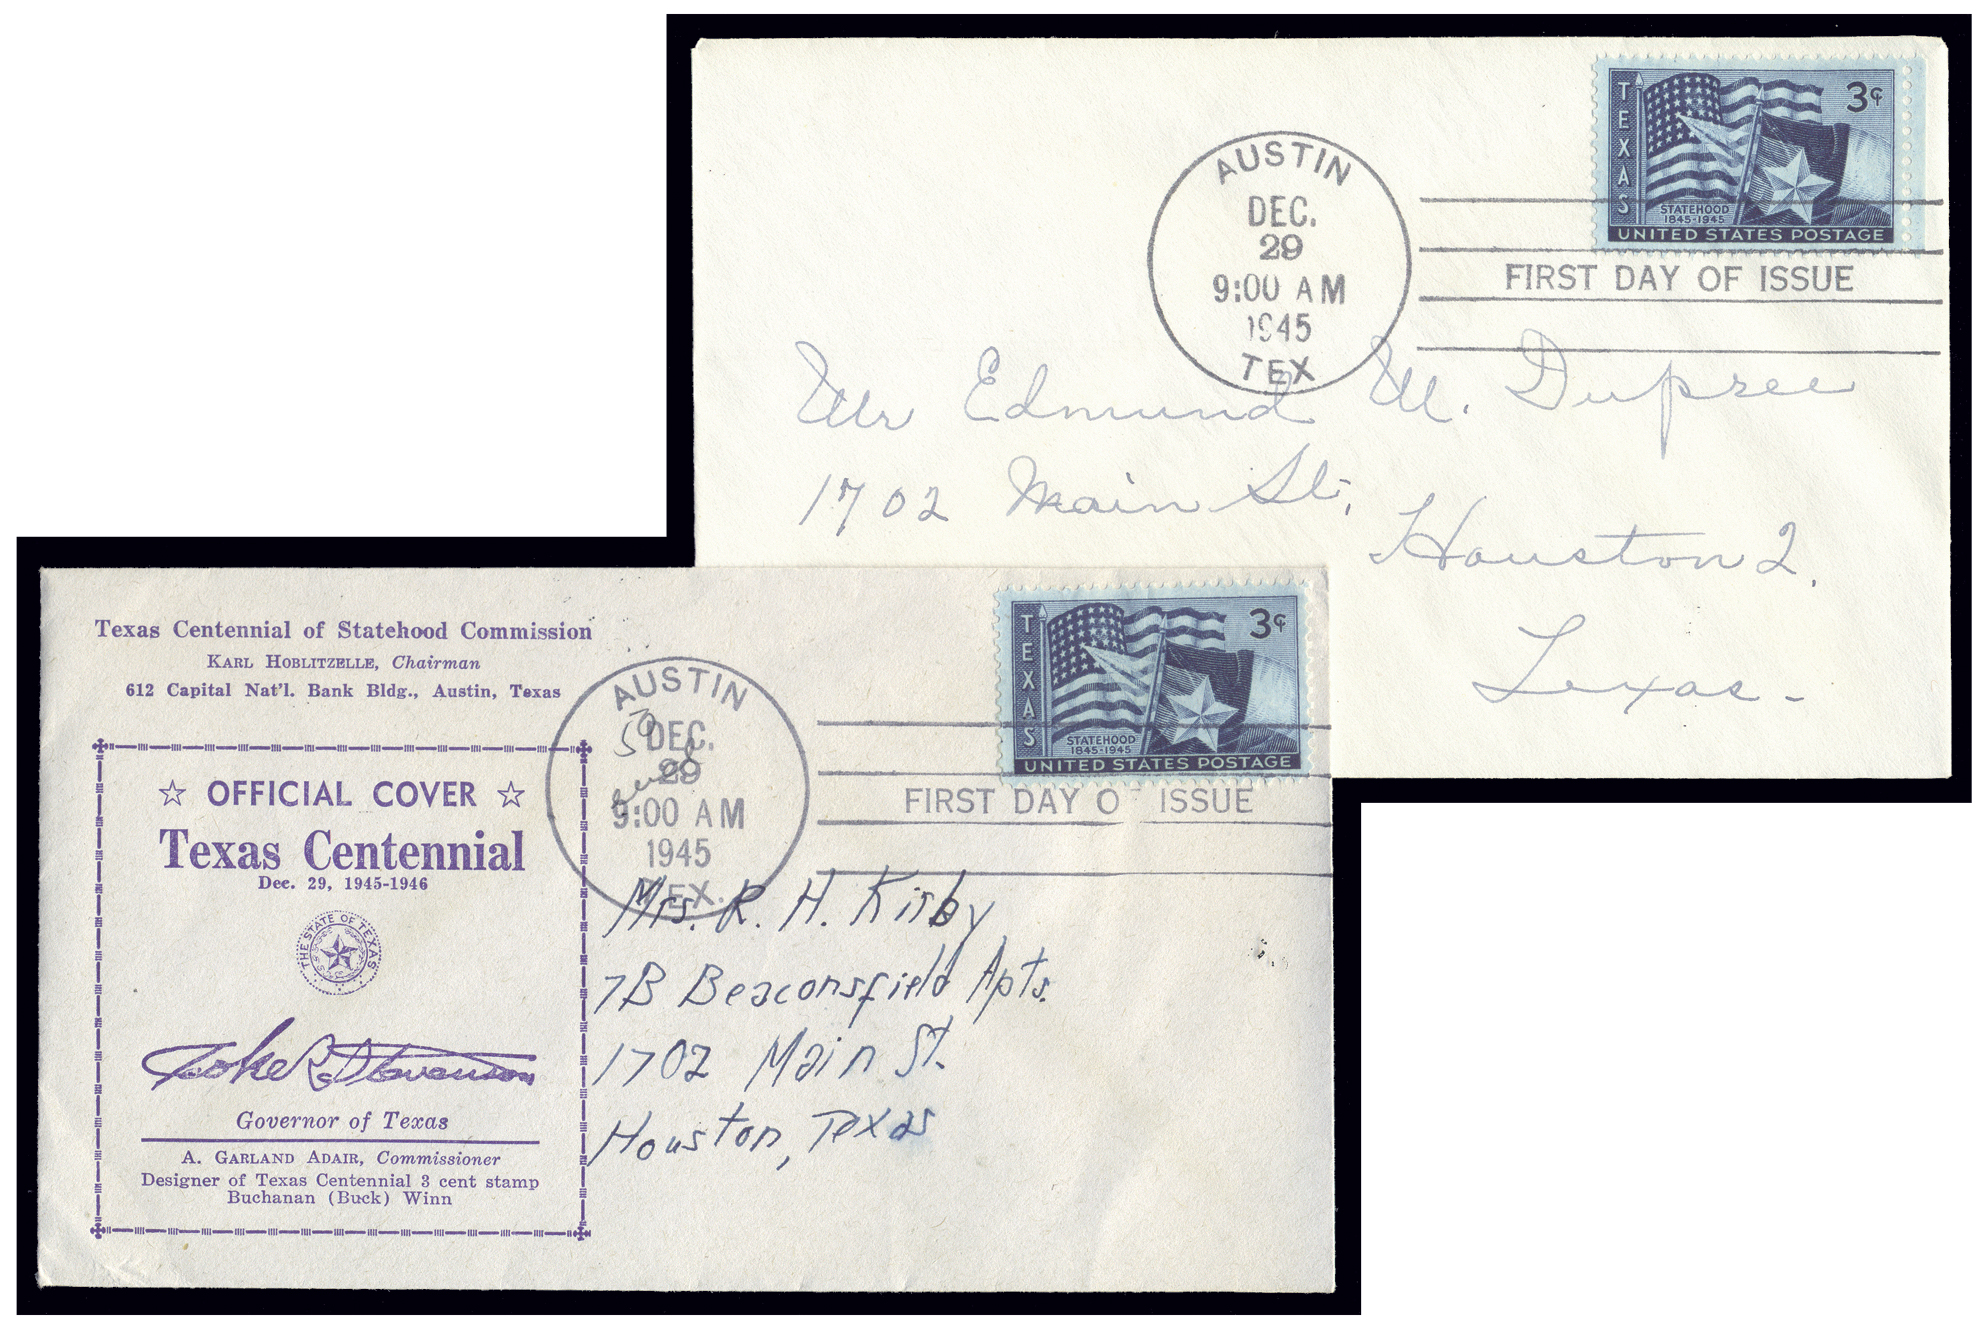 TEXAS
3¢
STATEHOOD
1845-1945
UNITED STATES POSTAGE
AUSTIN
DEC.
29
9:00 AM
1945
TEX
FIRST DAY OF ISSUE
Mr Edmund M. Dupree
1702 Main St.,
Houston 2,
Texas-
Texas Centennial of Statehood Commission
Karl Hoblitzelle, Chairman
612 Capital Nat'l. Bank Bldg., Austin, Texas
☆ OFFICIAL COVER ☆
Texas Centennial
Dec. 29, 1945-1946
THE STATE OF TEXAS
Coke R. Stevenson
Governor of Texas
A. Garland Adair, Commissioner
Designer of Texas Centennial 3 cent stamp
Buchanan (Buck) Winn
TEXAS
3¢
STATEHOOD
1845-1945
UNITED STATES POSTAGE
AUSTIN
DEC.
29
9:00 AM
1945
TEX.
FIRST DAY O ISSUE
50
Mrs. R. H. Kirby
7B Beaconsfield Apts.
1702 Main St.
Houston, Texas